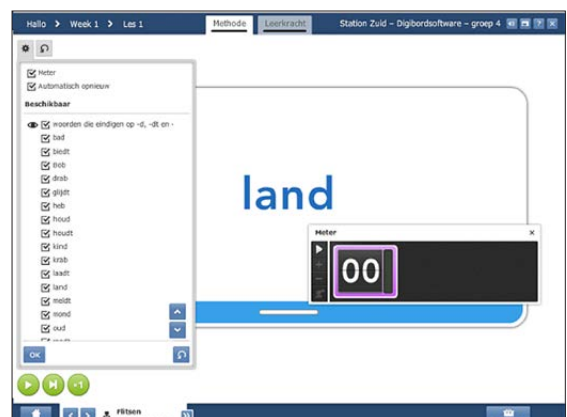 Hallo > Week 1 > Les 1
Methode
Leerkracht
Station Zuid – Digibordsoftware – groep 4
Meter
Automatisch opnieuw
Beschikbaar
woorden die eindigen op -d, -dt en -
bad
biedt
Bob
drab
glijdt
heb
houd
houdt
kind
krab
laadt
land
meldt
mond
oud
OK
land
Meter
00
+1
Flitsen